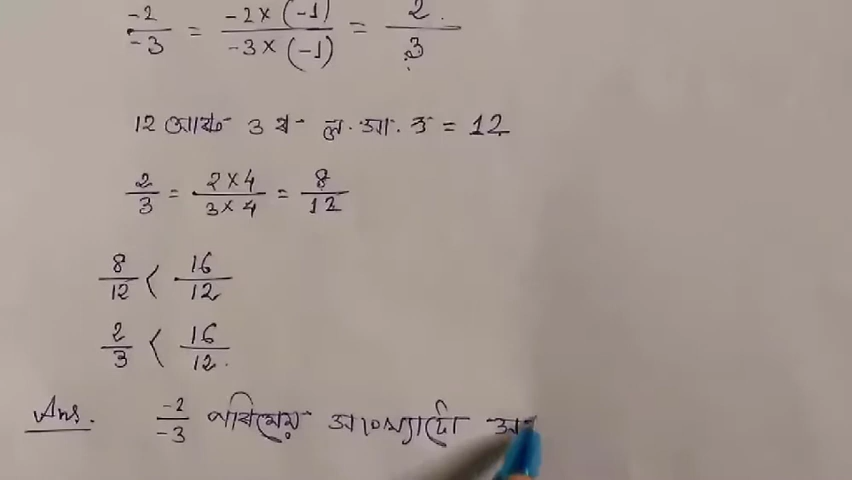 -2/-3 = -2×(-1)/-3×(-1) = 2/3
12 আৰু 3 ৰ ল. সা. গু = 12
2/3 = 2×4/3×4 = 8/12
8/12 < 16/12
2/3 < 16/12.
Ans. -2/-3 পৰিমেয় সংখ্যাটো